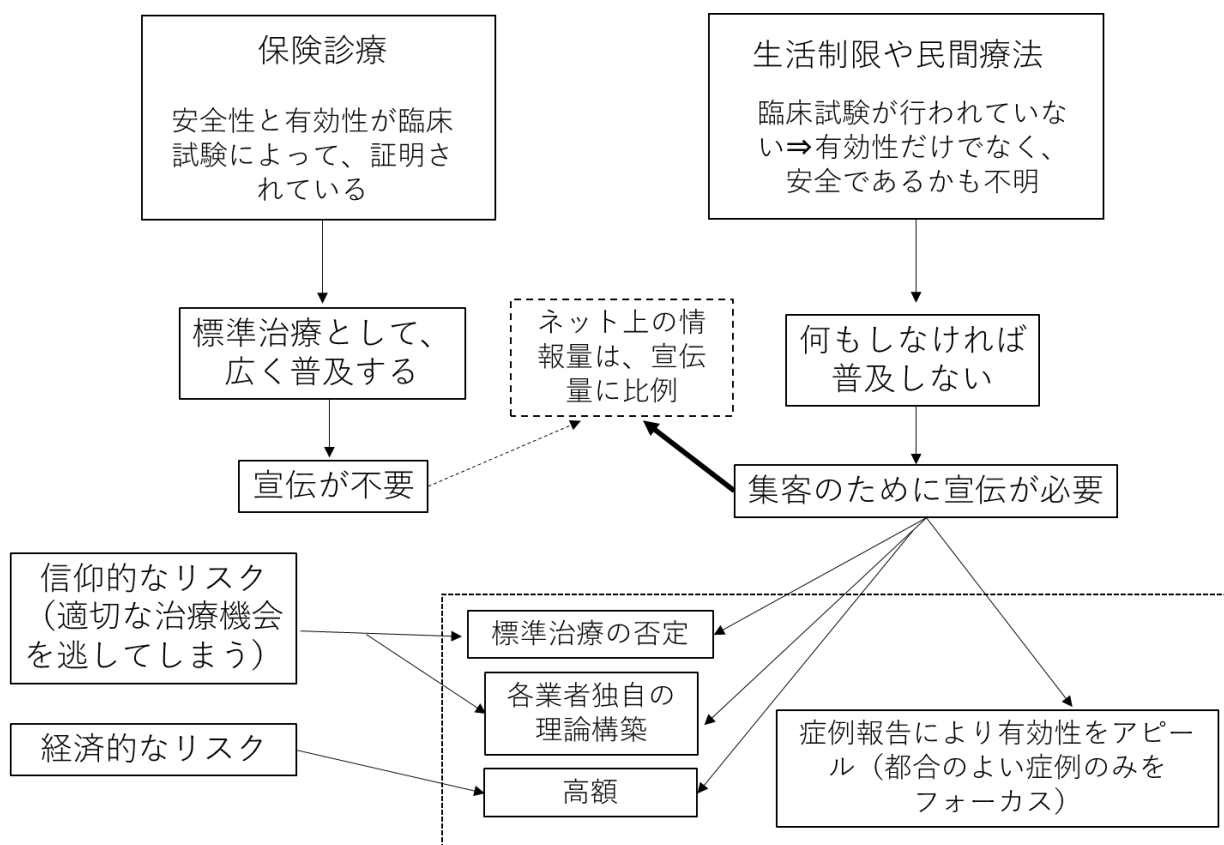 保険診療
安全性と有効性が臨床
試験によって、証明さ
れている
生活制限や民間療法
臨床試験が行われていな
い⇒有効性だけでなく、
安全であるかも不明
標準治療として、
広く普及する
ネット上の情
報量は、宣伝
量に比例
何もしなければ
普及しない
宣伝が不要
集客のために宣伝が必要
信仰的なリスク
（適切な治療機会
を逃してしまう）
標準治療の否定
各業者独自の
理論構築
経済的なリスク
高額
症例報告により有効性をアピー
ル（都合のよい症例のみを
フォーカス）